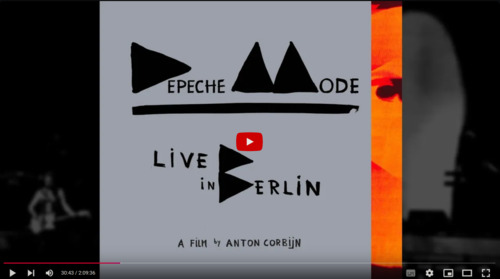 DEPECHE MODE
LIVE
in BERLIN
A FILM by ANTON CORBIJN
30:43 / 2:09:36